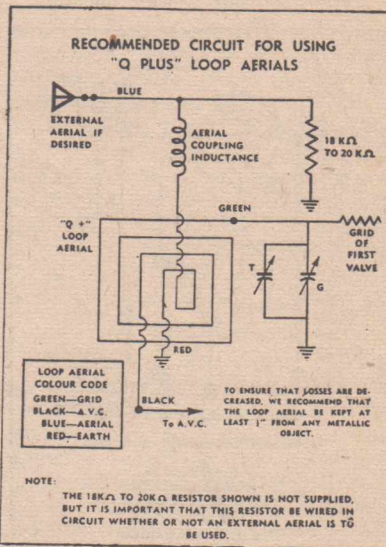 RECOMMENDED CIRCUIT FOR USING
"Q PLUS" LOOP AERIALS
BLUE
EXTERNAL
AERIAL IF
DESIRED
AERIAL
COUPLING
INDUCTANCE
18 KΩ
TO 20 KΩ
GREEN
"Q +"
LOOP
AERIAL
GRID
OF FIRST
VALVE
T
G
RED
LOOP AERIAL
COLOUR CODE
GREEN—GRID
BLACK—A.V.C.
BLUE—AERIAL
RED—EARTH
BLACK
To A.V.C.
TO ENSURE THAT LOSSES ARE DE-
CREASED, WE RECOMMEND THAT
THE LOOP AERIAL BE KEPT AT
LEAST ½" FROM ANY METALLIC
OBJECT.
NOTE:
THE 18KΩ TO 20KΩ RESISTOR SHOWN IS NOT SUPPLIED,
BUT IT IS IMPORTANT THAT THIS RESISTOR BE WIRED IN
CIRCUIT WHETHER OR NOT AN EXTERNAL AERIAL IS TO
BE USED.